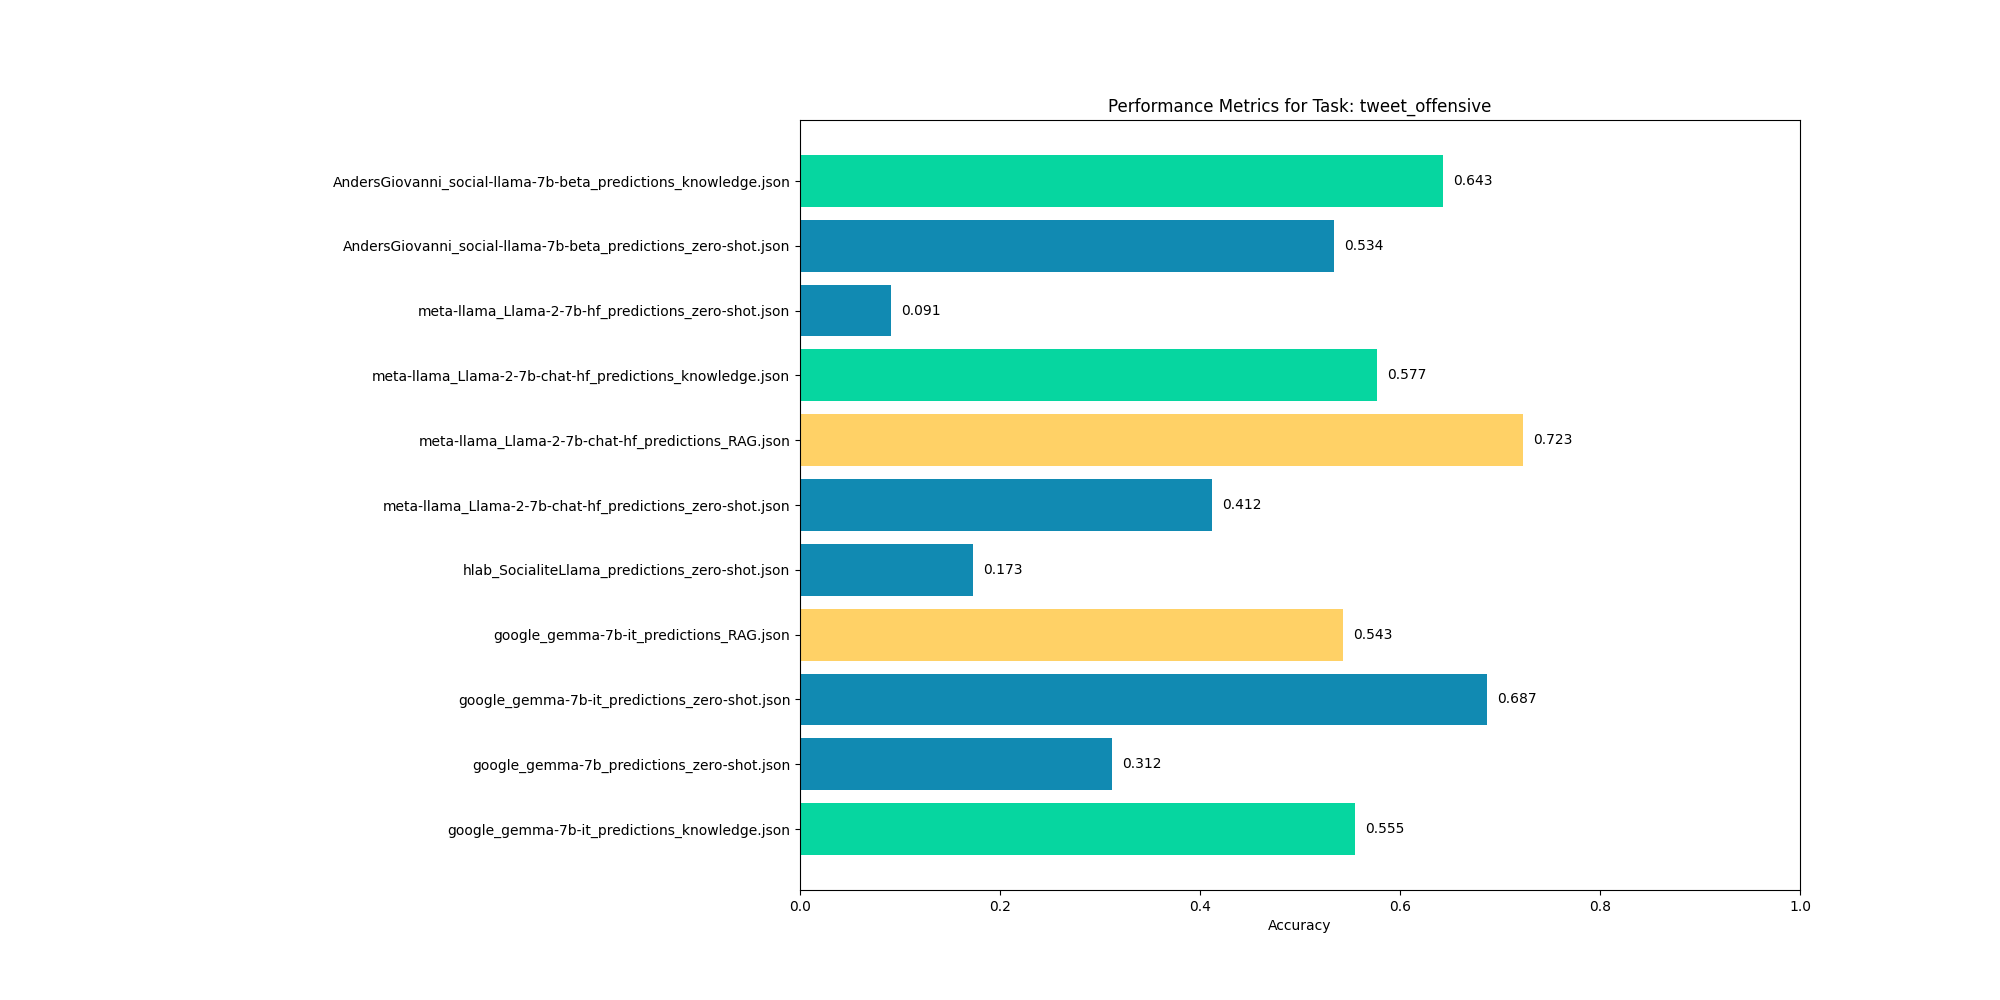 Performance Metrics for Task: tweet_offensive
AndersGiovanni_social-llama-7b-beta_predictions_knowledge.json 0.643
AndersGiovanni_social-llama-7b-beta_predictions_zero-shot.json 0.534
meta-llama_Llama-2-7b-hf_predictions_zero-shot.json 0.091
meta-llama_Llama-2-7b-chat-hf_predictions_knowledge.json 0.577
meta-llama_Llama-2-7b-chat-hf_predictions_RAG.json 0.723
meta-llama_Llama-2-7b-chat-hf_predictions_zero-shot.json 0.412
hlab_SocialiteLlama_predictions_zero-shot.json 0.173
google_gemma-7b-it_predictions_RAG.json 0.543
google_gemma-7b-it_predictions_zero-shot.json 0.687
google_gemma-7b_predictions_zero-shot.json 0.312
google_gemma-7b-it_predictions_knowledge.json 0.555
0.0 0.2 0.4 0.6 0.8 1.0
Accuracy